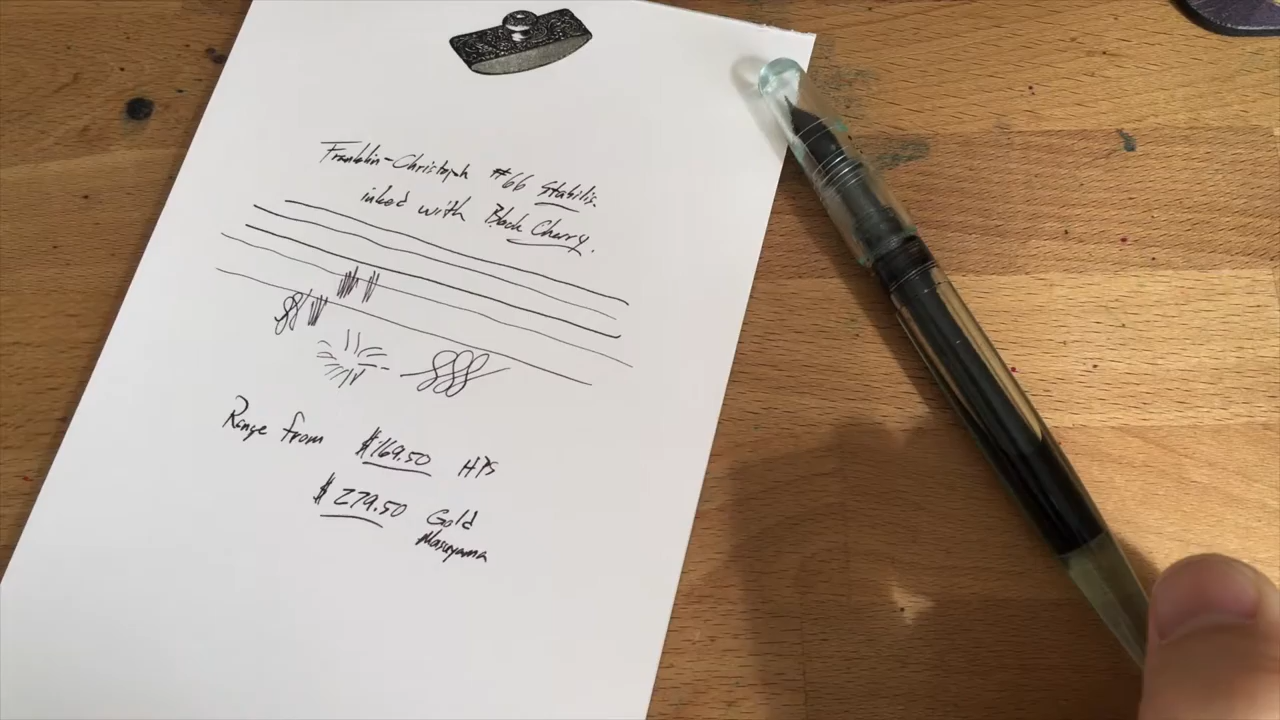 Franklin-Christoph #66 Stabilis.
inked with Black Cherry.
Range from $169.50 HPS
$279.50 Gold
Masuyama